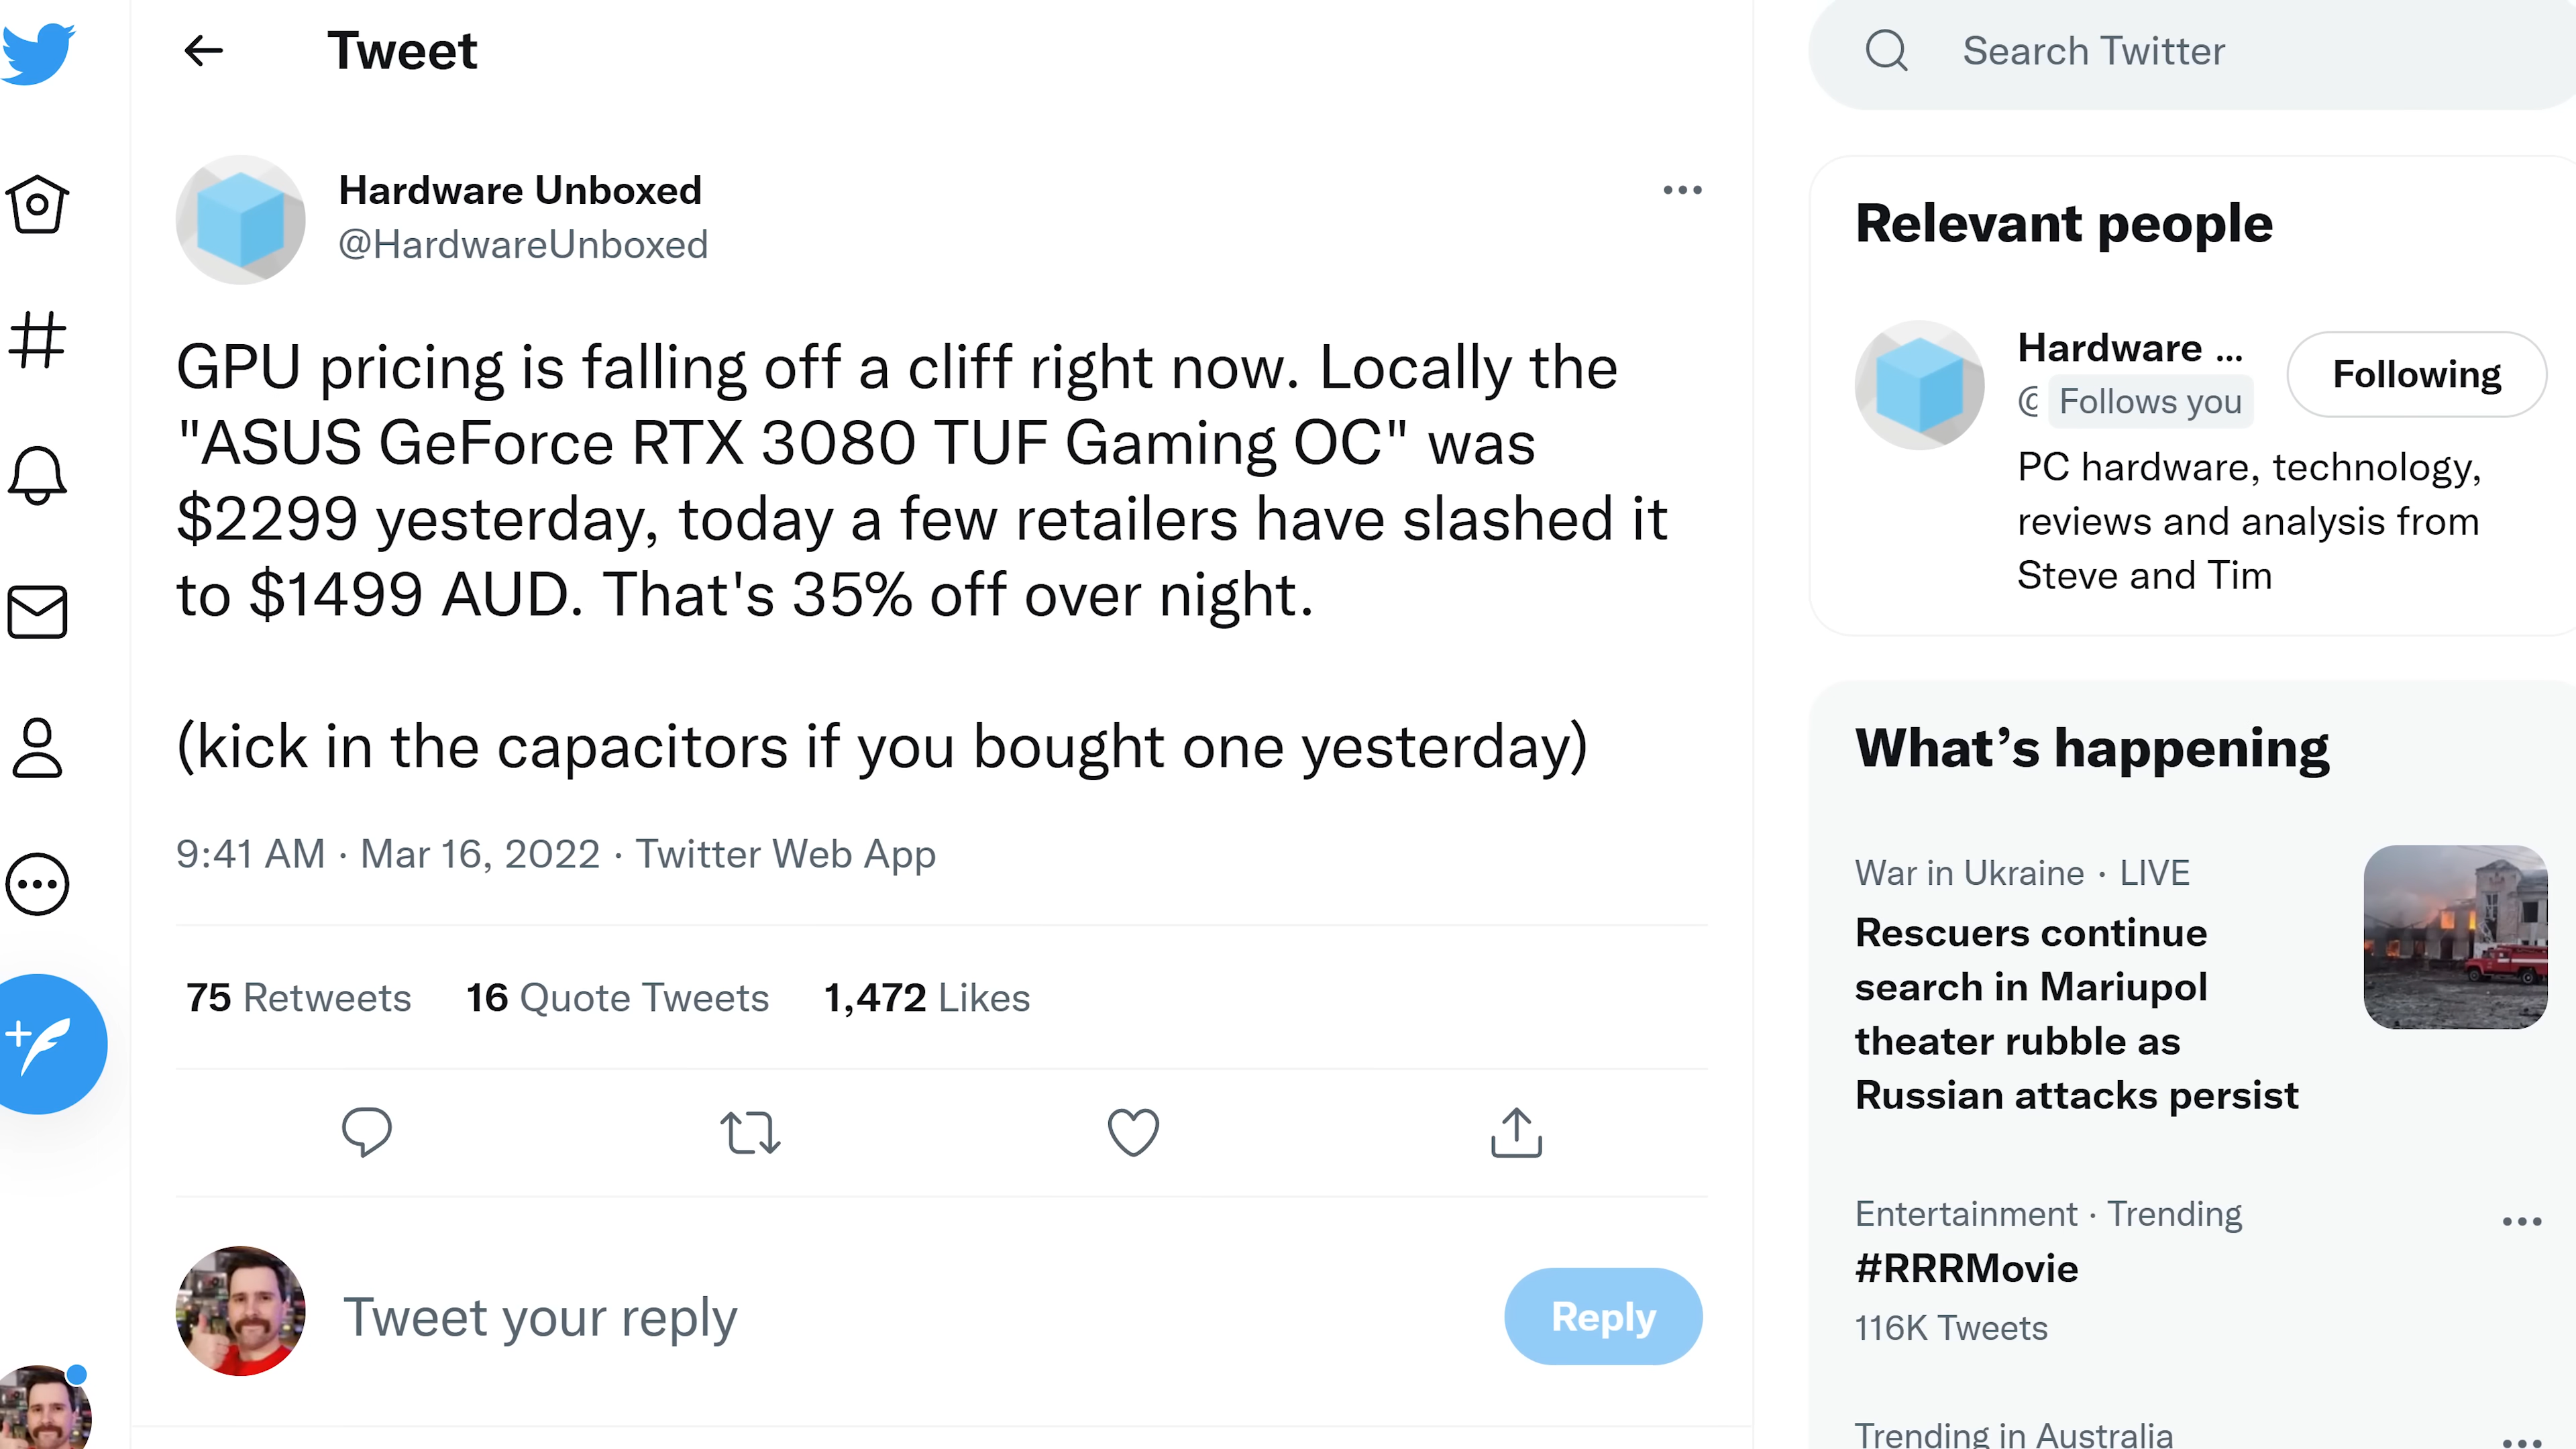 Tweet
Hardware Unboxed
@HardwareUnboxed
GPU pricing is falling off a cliff right now. Locally the
"ASUS GeForce RTX 3080 TUF Gaming OC" was
$2299 yesterday, today a few retailers have slashed it
to $1499 AUD. That's 35% off over night.
(kick in the capacitors if you bought one yesterday)
9:41 AM · Mar 16, 2022 · Twitter Web App
75 Retweets 16 Quote Tweets 1,472 Likes
Tweet your reply
Reply
Search Twitter
Relevant people
Hardware ...
Following
@ Follows you
PC hardware, technology,
reviews and analysis from
Steve and Tim
What’s happening
War in Ukraine · LIVE
Rescuers continue
search in Mariupol
theater rubble as
Russian attacks persist
Entertainment · Trending
#RRRMovie
116K Tweets
Trending in Australia